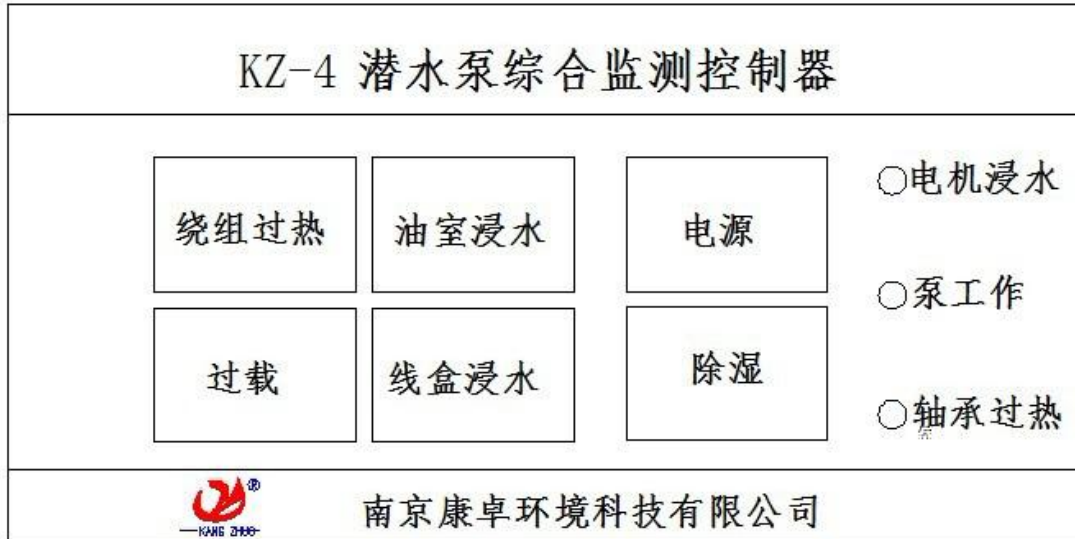 KZ-4 潜水泵综合监测控制器
绕组过热 油室浸水 电源 电机浸水
泵工作
过载 线盒浸水 除湿 轴承过热
KANG ZHUO ®
南京康卓环境科技有限公司